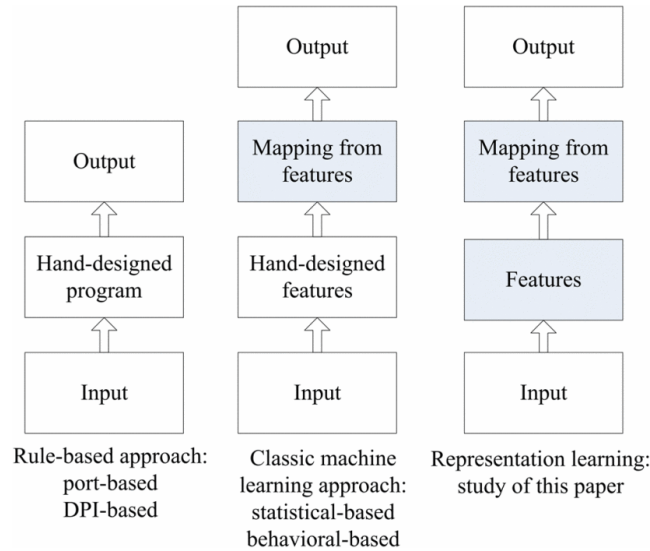 Output
Hand-designed
program
Input
Rule-based approach:
port-based
DPI-based
Output
Mapping from
features
Hand-designed
features
Input
Classic machine
learning approach:
statistical-based
behavioral-based
Output
Mapping from
features
Features
Input
Representation learning:
study of this paper